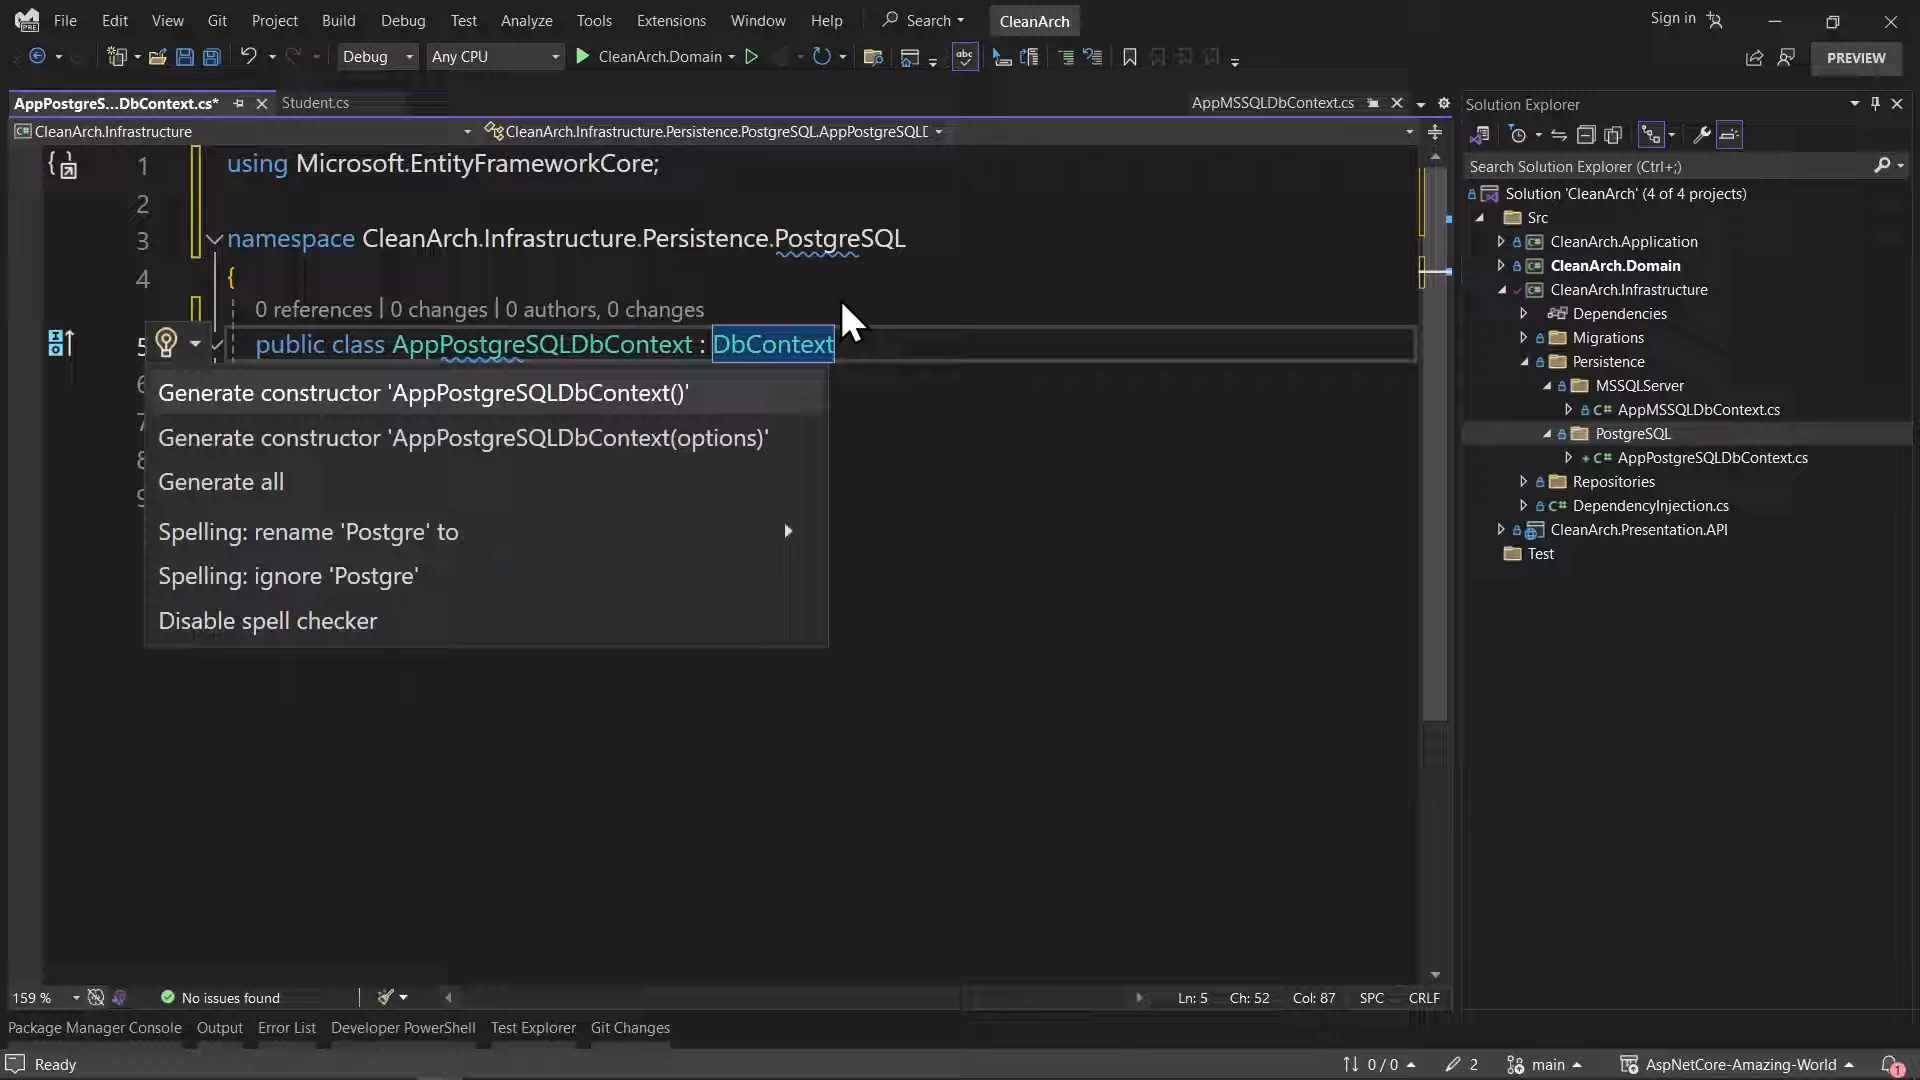 File Edit View Git Project Build Debug Test Analyze Tools Extensions Window Help Search CleanArch Sign in
Debug Any CPU CleanArch.Domain PREVIEW
AppPostgreS...DbContext.cs* Student.cs AppMSSQLDbContext.cs
CleanArch.Infrastructure CleanArch.Infrastructure.Persistence.PostgreSQL.AppPostgreSQL
1 using Microsoft.EntityFrameworkCore;
2
3 namespace CleanArch.Infrastructure.Persistence.PostgreSQL
4 {
0 references | 0 changes | 0 authors, 0 changes
5 public class AppPostgreSQLDbContext : DbContext
Generate constructor 'AppPostgreSQLDbContext()'
Generate constructor 'AppPostgreSQLDbContext(options)'
Generate all
Spelling: rename 'Postgre' to
Spelling: ignore 'Postgre'
Disable spell checker
159 % No issues found Ln: 5 Ch: 52 Col: 87 SPC CRLF
Package Manager Console Output Error List Developer PowerShell Test Explorer Git Changes
Ready 0 / 0 2 main AspNetCore-Amazing-World 1
Solution Explorer
Search Solution Explorer (Ctrl+;)
Solution 'CleanArch' (4 of 4 projects)
Src
CleanArch.Application
CleanArch.Domain
CleanArch.Infrastructure
Dependencies
Migrations
Persistence
MSSQLServer
AppMSSQLDbContext.cs
PostgreSQL
AppPostgreSQLDbContext.cs
Repositories
DependencyInjection.cs
CleanArch.Presentation.API
Test